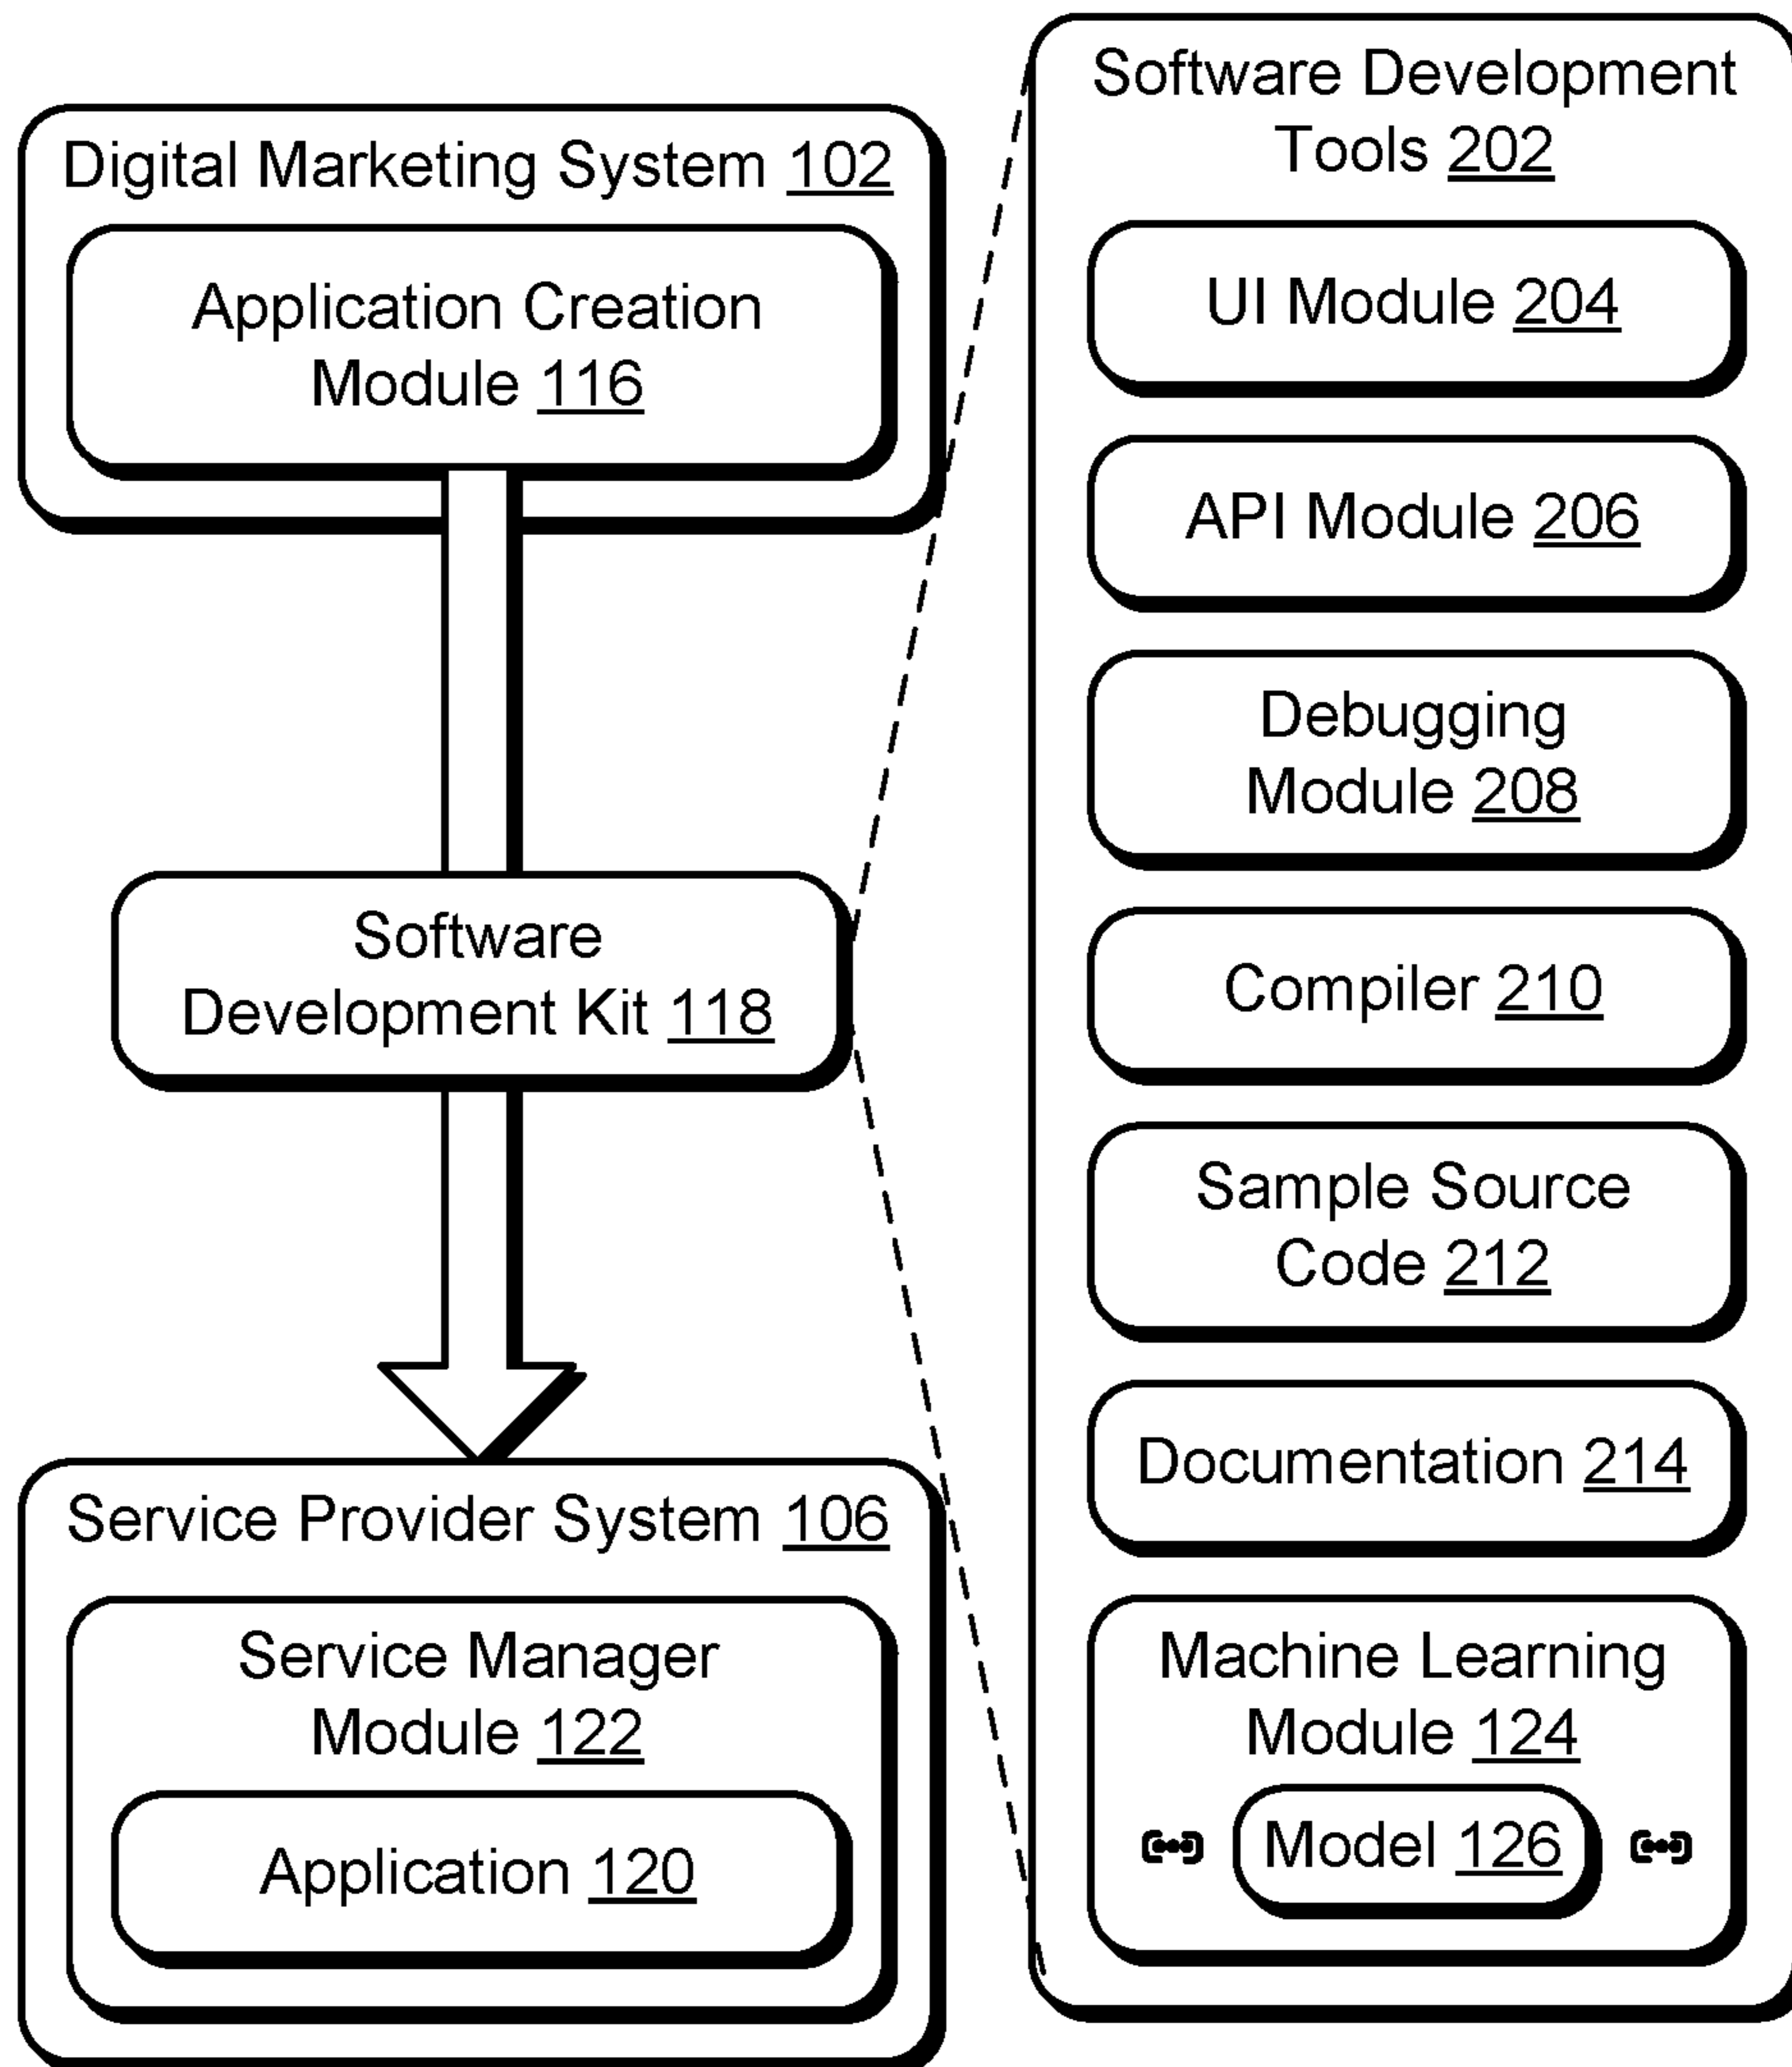 Digital Marketing System 102
Application Creation
Module 116
Software
Development Kit 118
Service Provider System 106
Service Manager
Module 122
Application 120
Software Development
Tools 202
UI Module 204
API Module 206
Debugging
Module 208
Compiler 210
Sample Source
Code 212
Documentation 214
Machine Learning
Module 124
Model 126